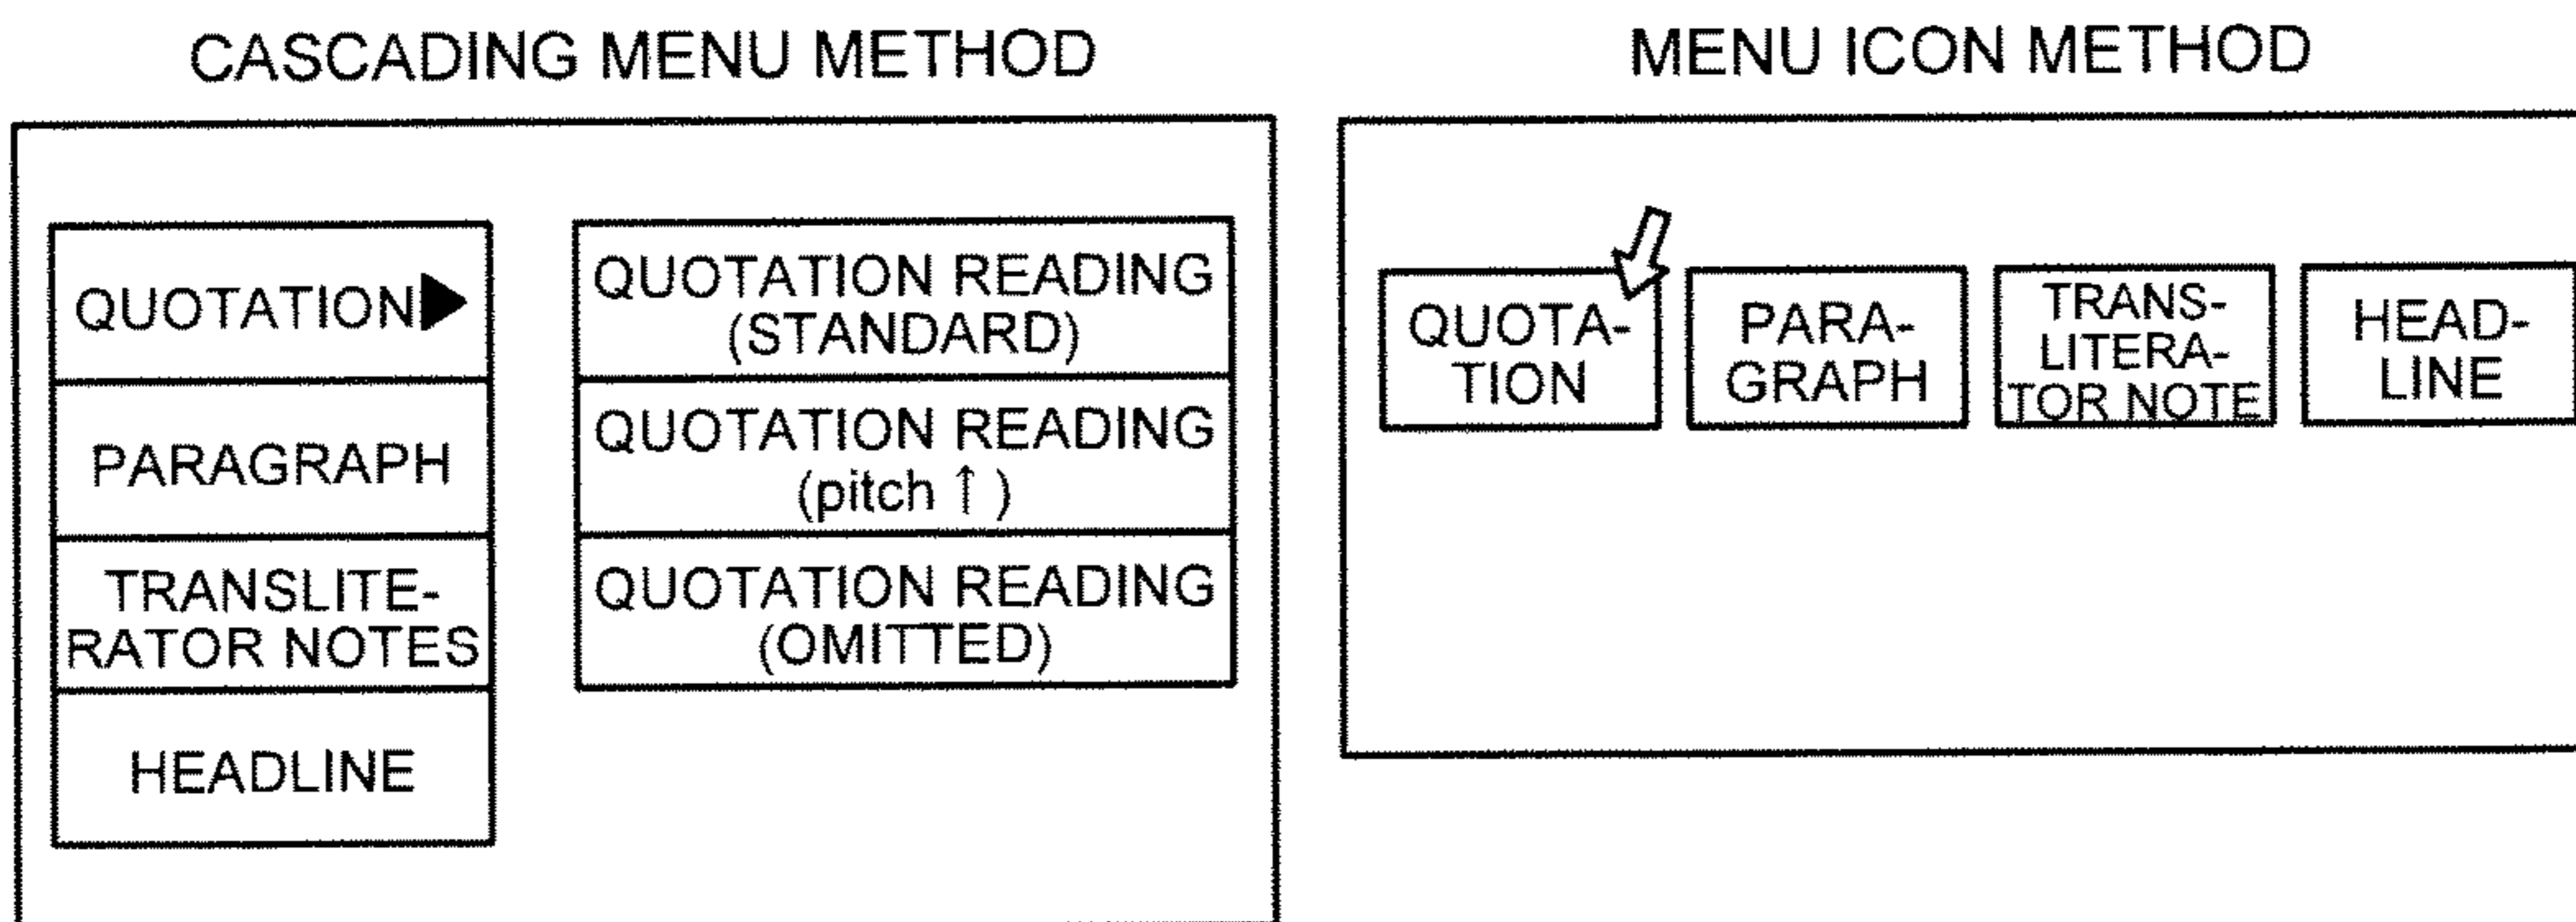 CASCADING MENU METHOD
QUOTATION▶
PARAGRAPH
TRANSLITE-
RATOR NOTES
HEADLINE
QUOTATION READING
(STANDARD)
QUOTATION READING
(pitch ↑ )
QUOTATION READING
(OMITTED)
MENU ICON METHOD
QUOTA-
TION
PARA-
GRAPH
TRANS-
LITERA-
TOR NOTE
HEAD-
LINE